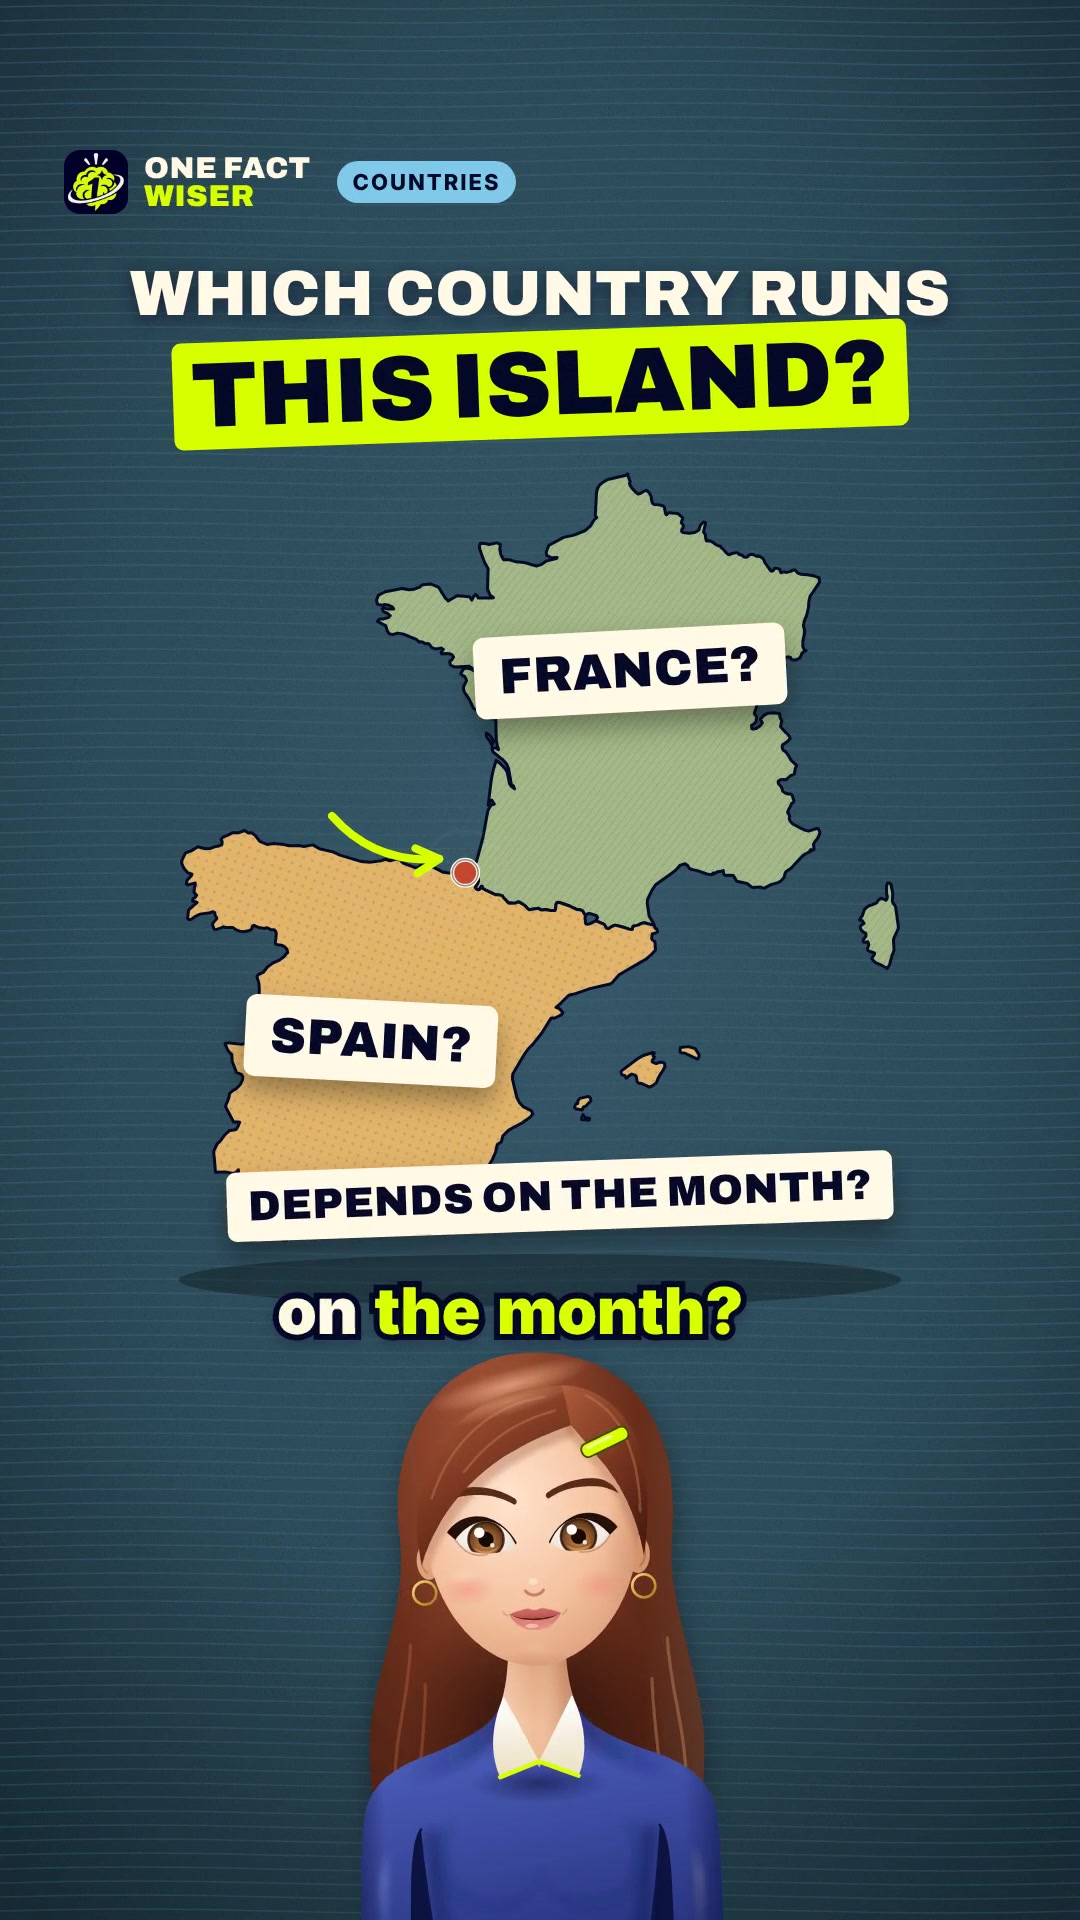 ONE FACT
WISER
COUNTRIES
WHICH COUNTRY RUNS
THIS ISLAND?
FRANCE?
SPAIN?
DEPENDS ON THE MONTH?
on the month?